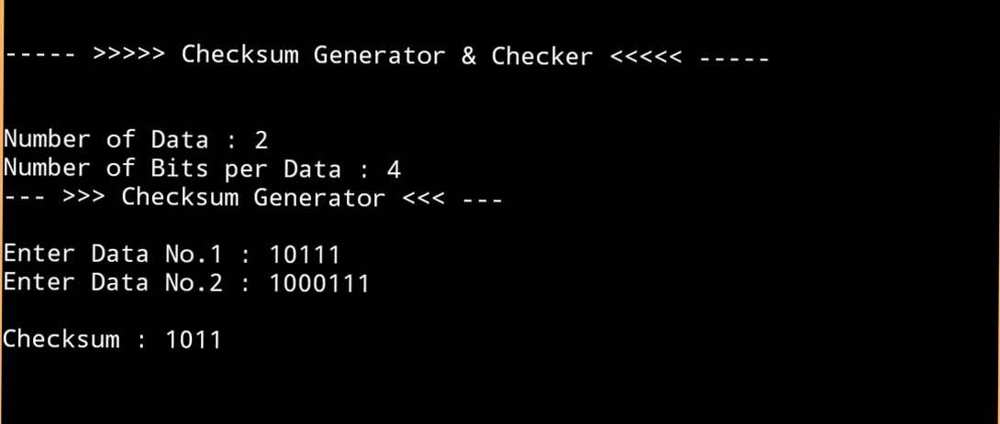 ----- >>>>> Checksum Generator & Checker <<<<< -----
Number of Data : 2
Number of Bits per Data : 4
--- >>> Checksum Generator <<< ---
Enter Data No.1 : 10111
Enter Data No.2 : 1000111
Checksum : 1011